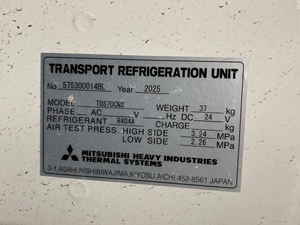 TRANSPORT REFRIGERATION UNIT
No. 575300014BL Year 2025
MODEL TDS70CN2 WEIGHT 37 kg
PHASE AC V Hz DC 24 V
REFRIGERANT R404A CHARGE kg
AIR TEST PRESS. HIGH SIDE 3.24 MPa
LOW SIDE 2.26 MPa
MITSUBISHI HEAVY INDUSTRIES
THERMAL SYSTEMS
3-1, ASAHI, NISHIBIWAJIMA, KIYOSU, AICHI, 452-8561 JAPAN